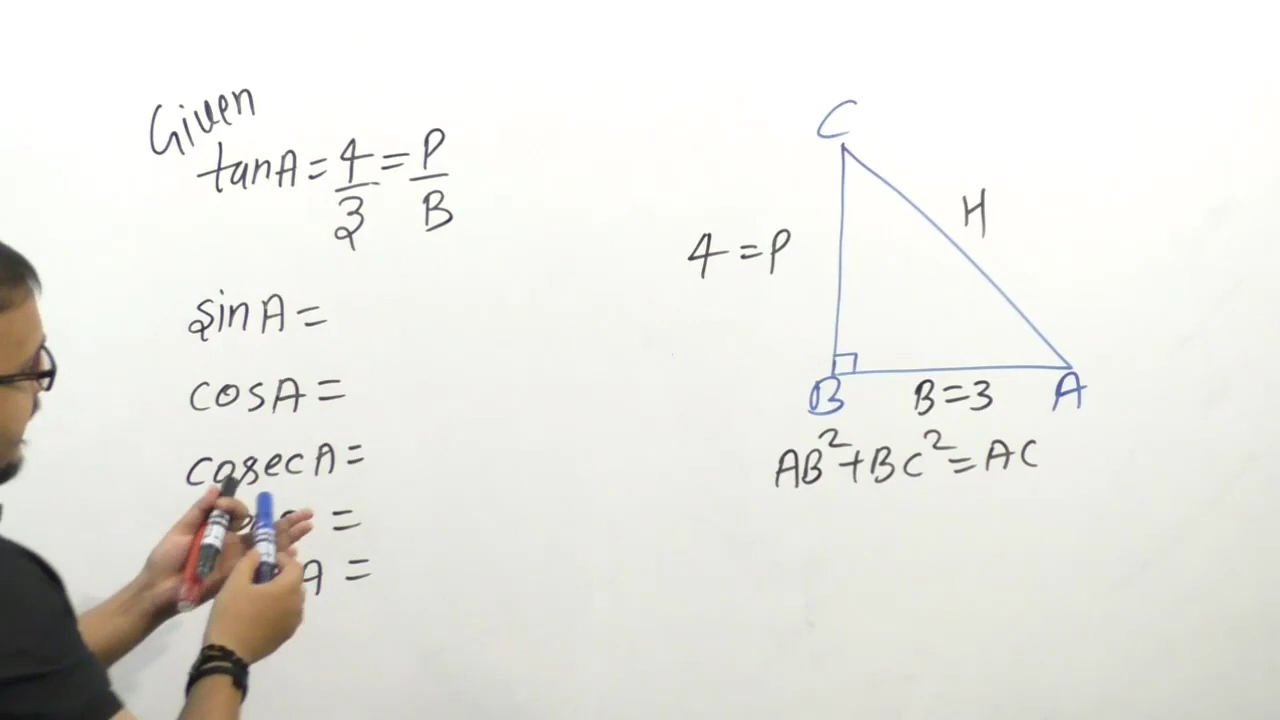 Given
tanA = 4/3 = P/B
sinA =
cosA =
cosecA =
=
A =
C
H
4 = P
B
B = 3
A
AB² + BC² = AC